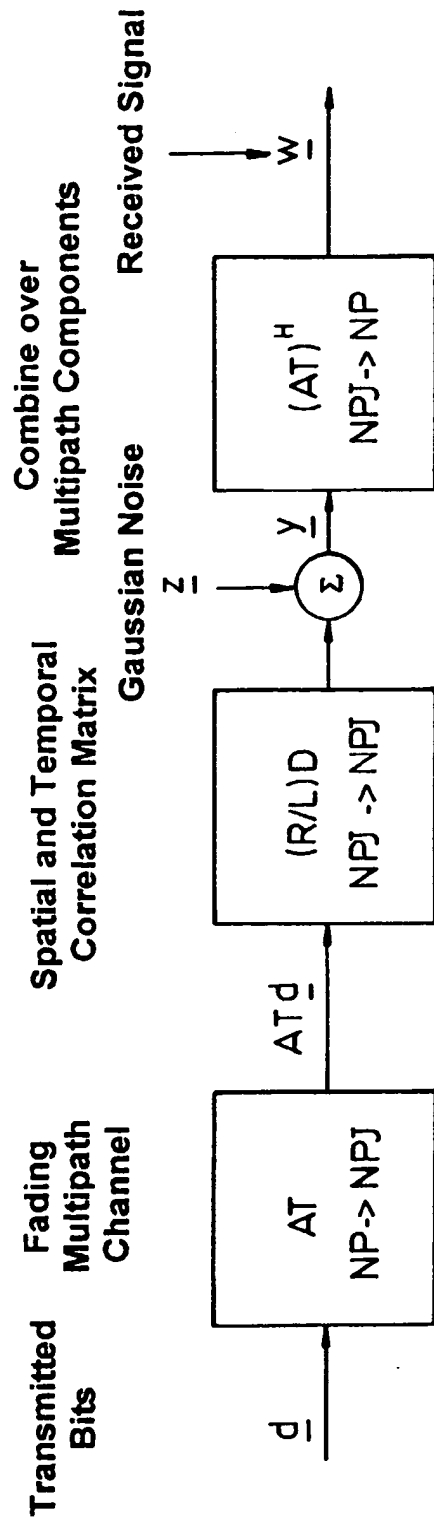 Transmitted
Bits
d
Fading
Multipath
Channel
AT
NP-> NPJ
ATd
Spatial and Temporal
Correlation Matrix
(R/L)D
NPJ -> NPJ
Gaussian Noise
z
Σ
y
Combine over
Multipath Components
(AT)^H
NPJ-> NP
Received Signal
w